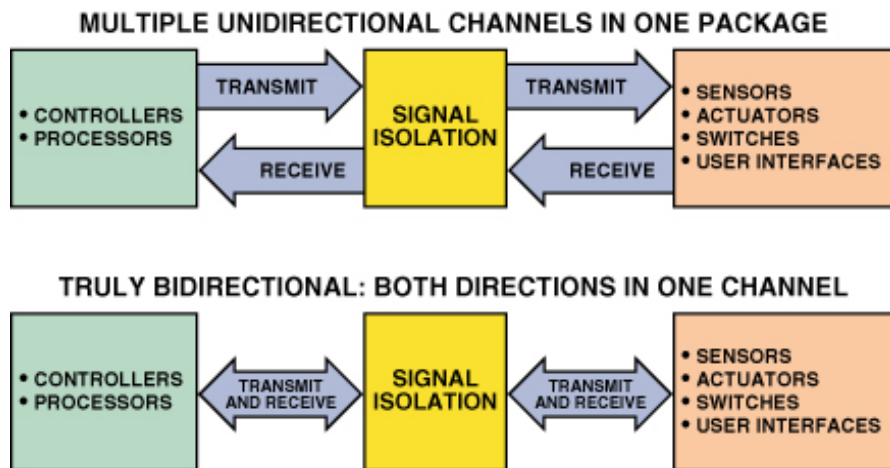 MULTIPLE UNIDIRECTIONAL CHANNELS IN ONE PACKAGE
• CONTROLLERS
• PROCESSORS
TRANSMIT
RECEIVE
SIGNAL
ISOLATION
TRANSMIT
RECEIVE
• SENSORS
• ACTUATORS
• SWITCHES
• USER INTERFACES
TRULY BIDIRECTIONAL: BOTH DIRECTIONS IN ONE CHANNEL
• CONTROLLERS
• PROCESSORS
TRANSMIT
AND RECEIVE
SIGNAL
ISOLATION
TRANSMIT
AND RECEIVE
• SENSORS
• ACTUATORS
• SWITCHES
• USER INTERFACES